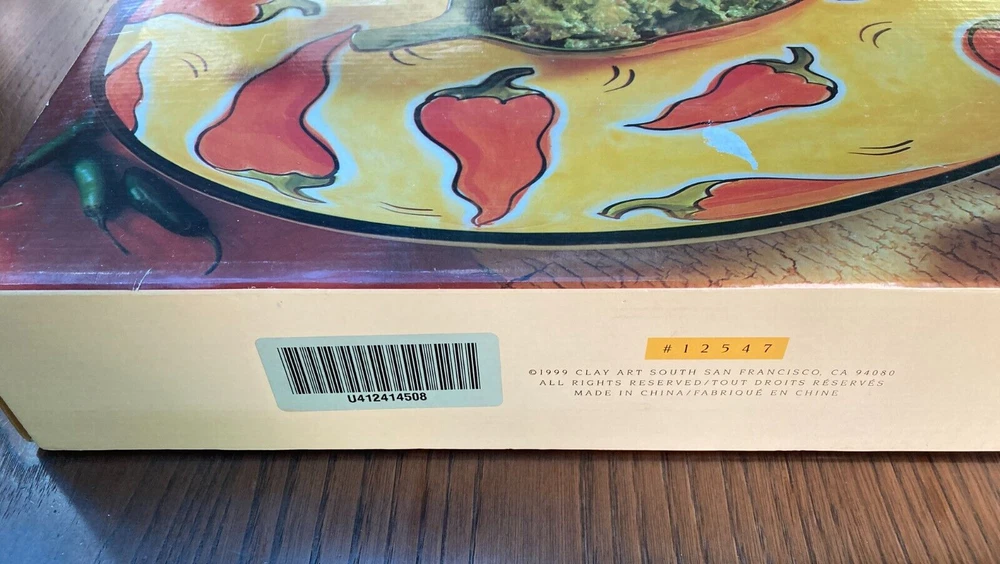 U412414508
#12547
©1999 CLAY ART SOUTH SAN FRANCISCO, CA 94080
ALL RIGHTS RESERVED/TOUT DROITS RÉSERVÉS
MADE IN CHINA/FABRIQUÉ EN CHINE